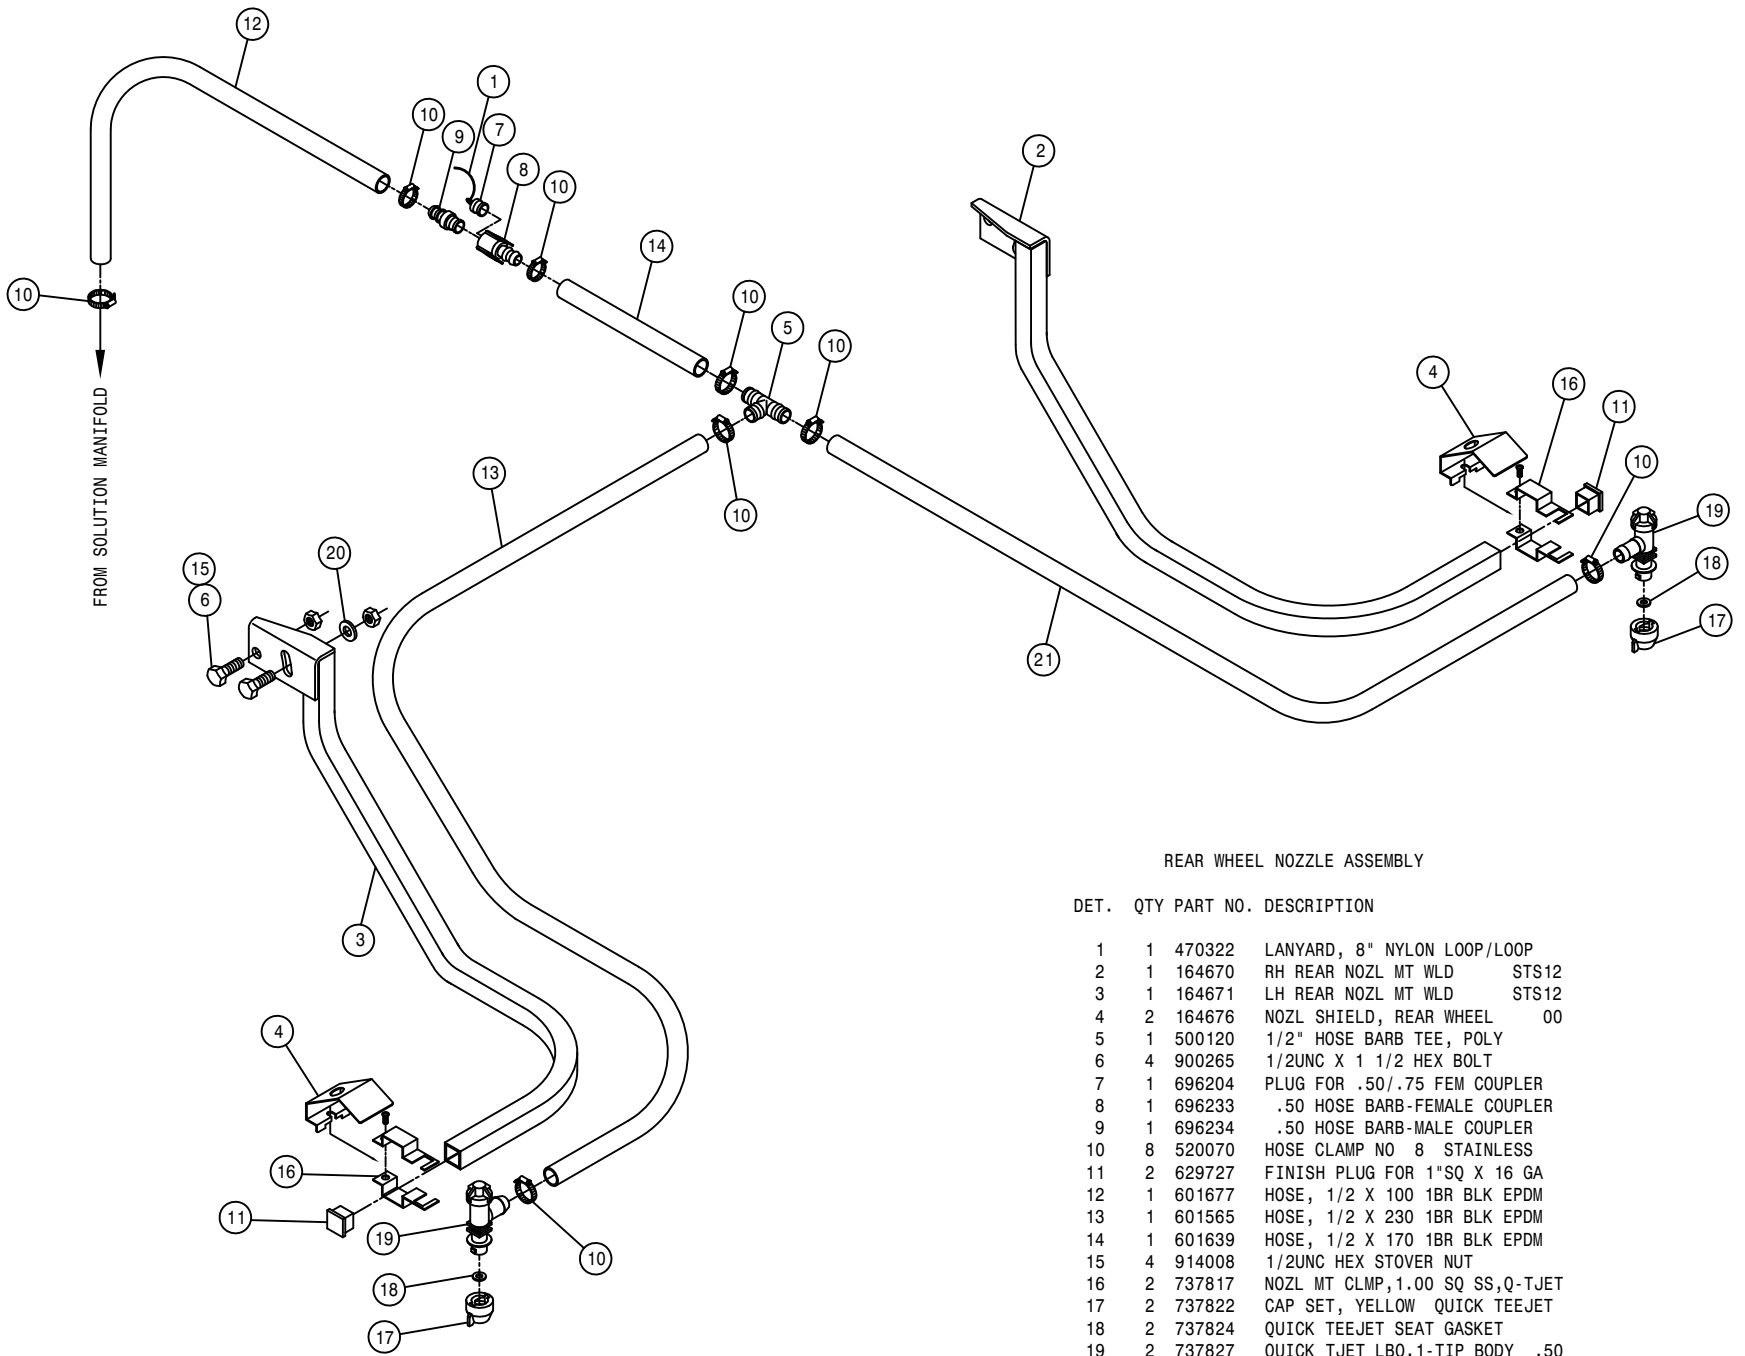 12
1
10
7
9
8
10
2
14
10
10
5
10
4
16
11
10
19
18
17
FROM SOLUTION MANIFOLD
13
10
20
15
6
21
3
4
16
11
19
10
18
17
REAR WHEEL NOZZLE ASSEMBLY
DET. QTY PART NO. DESCRIPTION
1 1 470322 LANYARD, 8" NYLON LOOP/LOOP
2 1 164670 RH REAR NOZL MT WLD STS12
3 1 164671 LH REAR NOZL MT WLD STS12
4 2 164676 NOZL SHIELD, REAR WHEEL 00
5 1 500120 1/2" HOSE BARB TEE, POLY
6 4 900265 1/2UNC X 1 1/2 HEX BOLT
7 1 696204 PLUG FOR .50/.75 FEM COUPLER
8 1 696233 .50 HOSE BARB-FEMALE COUPLER
9 1 696234 .50 HOSE BARB-MALE COUPLER
10 8 520070 HOSE CLAMP NO 8 STAINLESS
11 2 629727 FINISH PLUG FOR 1"SQ X 16 GA
12 1 601677 HOSE, 1/2 X 100 1BR BLK EPDM
13 1 601565 HOSE, 1/2 X 230 1BR BLK EPDM
14 1 601639 HOSE, 1/2 X 170 1BR BLK EPDM
15 4 914008 1/2UNC HEX STOVER NUT
16 2 737817 NOZL MT CLMP,1.00 SQ SS,Q-TJET
17 2 737822 CAP SET, YELLOW QUICK TEEJET
18 2 737824 QUICK TEEJET SEAT GASKET
19 2 737827 QUICK TJET LBO,1-TIP BODY .50